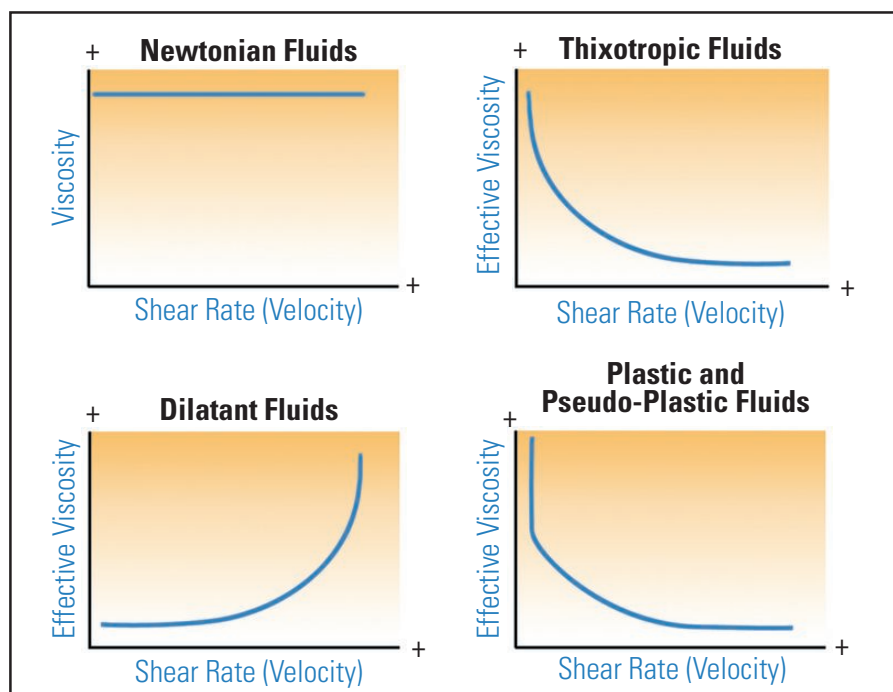 +
Newtonian Fluids
Viscosity
+
Shear Rate (Velocity)
+
Thixotropic Fluids
Effective Viscosity
+
Shear Rate (Velocity)
+
Dilatant Fluids
Effective Viscosity
+
Shear Rate (Velocity)
Plastic and
Pseudo-Plastic Fluids
+
Effective Viscosity
+
Shear Rate (Velocity)